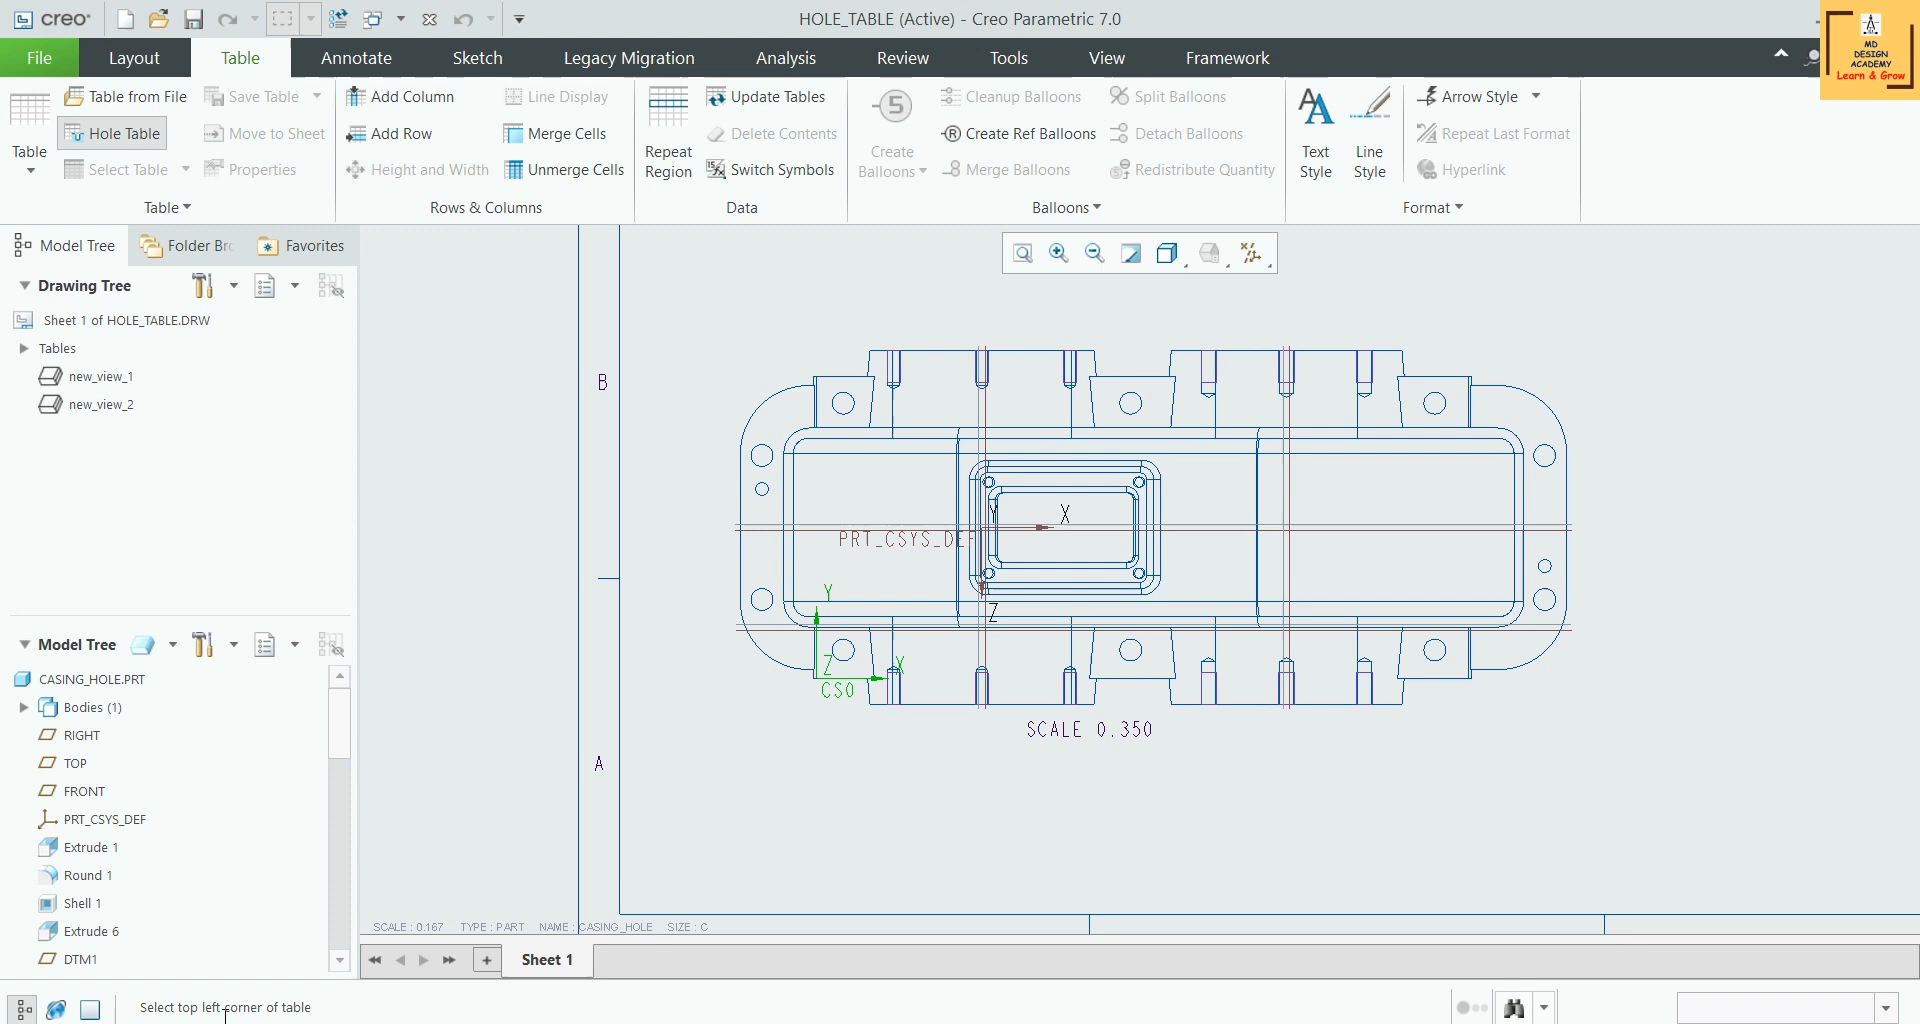 creo HOLE_TABLE (Active) - Creo Parametric 7.0
MD
DESIGN
ACADEMY
Learn & Grow
File Layout Table Annotate Sketch Legacy Migration Analysis Review Tools View Framework
Table
Table from File
Hole Table
Select Table
Save Table
Move to Sheet
Properties
Table
Add Column
Add Row
Height and Width
Line Display
Merge Cells
Unmerge Cells
Rows & Columns
Repeat
Region
Update Tables
Delete Contents
Switch Symbols
Data
5
Create
Balloons
Cleanup Balloons
Create Ref Balloons
Merge Balloons
Split Balloons
Detach Balloons
Redistribute Quantity
Balloons
Text
Style
Line
Style
Arrow Style
Repeat Last Format
Hyperlink
Format
Model Tree Folder Br Favorites
Drawing Tree
Sheet 1 of HOLE_TABLE.DRW
Tables
new_view_1
new_view_2
Model Tree
CASING_HOLE.PRT
Bodies (1)
RIGHT
TOP
FRONT
PRT_CSYS_DEF
Extrude 1
Round 1
Shell 1
Extrude 6
DTM1
B
Y X
PRT_CSYS_DEF
Z
Y
Z X
CS0
SCALE 0.350
A
SCALE : 0.167 TYPE : PART NAME : CASING_HOLE SIZE : C
Sheet 1
Select top left corner of table